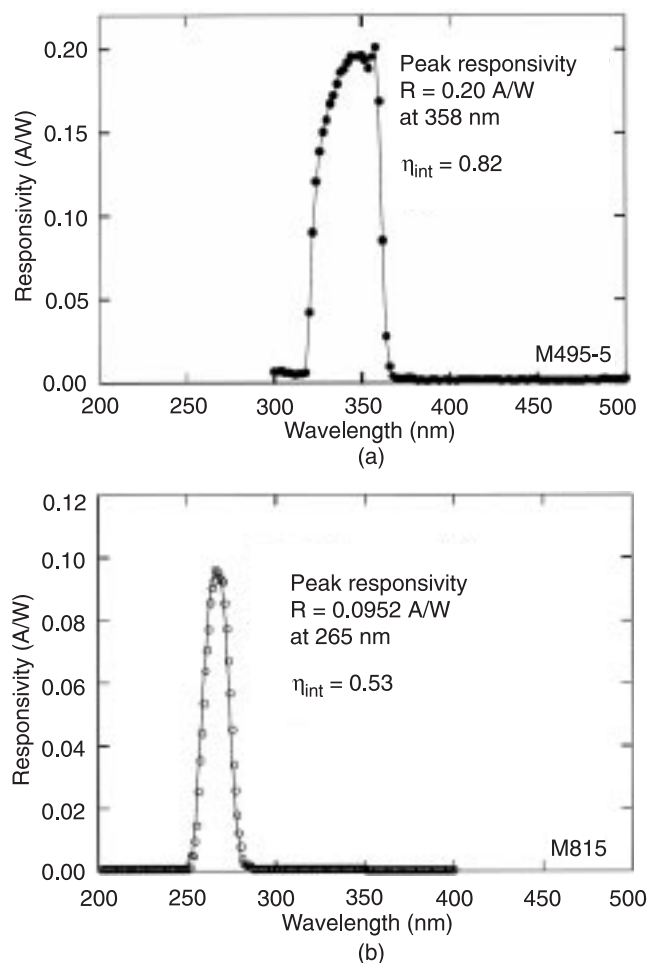 0.20
0.15
0.10
0.05
0.00
Responsivity (A/W)
Peak responsivity
R = 0.20 A/W
at 358 nm
η_int = 0.82
M495-5
200 250 300 350 400 450 500
Wavelength (nm)
(a)
0.12
0.10
0.08
0.06
0.04
0.02
0.00
Responsivity (A/W)
Peak responsivity
R = 0.0952 A/W
at 265 nm
η_int = 0.53
M815
200 250 300 350 400 450 500
Wavelength (nm)
(b)